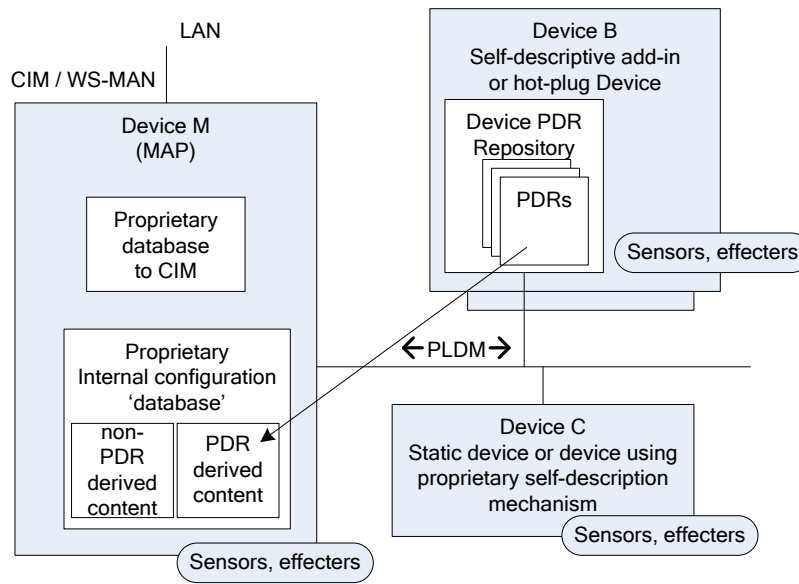 LAN
CIM / WS-MAN
Device M
(MAP)
Proprietary
database
to CIM
Proprietary
Internal configuration
‘database’
non-
PDR
derived
content
PDR
derived
content
Sensors, effecters
Device B
Self-descriptive add-in
or hot-plug Device
Device PDR
Repository
PDRs
Sensors, effecters
PLDM
Device C
Static device or device using
proprietary self-description
mechanism
Sensors, effecters